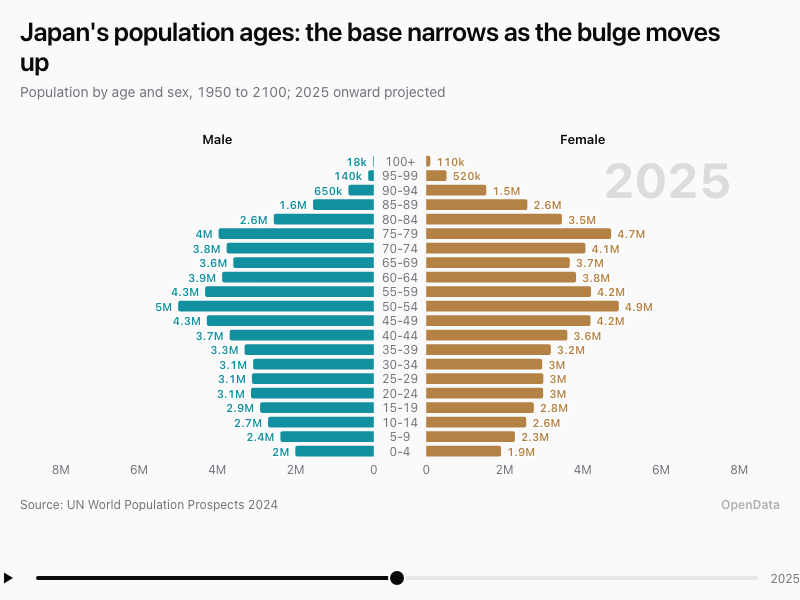 Japan's population ages: the base narrows as the bulge moves
up
Population by age and sex, 1950 to 2100; 2025 onward projected
Male Female
2025
18k 100+ 110k
140k 95-99 520k
650k 90-94 1.5M
1.6M 85-89 2.6M
2.6M 80-84 3.5M
4M 75-79 4.7M
3.8M 70-74 4.1M
3.6M 65-69 3.7M
3.9M 60-64 3.8M
4.3M 55-59 4.2M
5M 50-54 4.9M
4.3M 45-49 4.2M
3.7M 40-44 3.6M
3.3M 35-39 3.2M
3.1M 30-34 3M
3.1M 25-29 3M
3.1M 20-24 3M
2.9M 15-19 2.8M
2.7M 10-14 2.6M
2.4M 5-9 2.3M
2M 0-4 1.9M
8M 6M 4M 2M 0 0 2M 4M 6M 8M
Source: UN World Population Prospects 2024 OpenData
2025